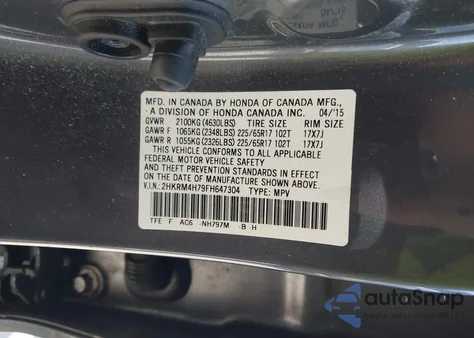 MFD. IN CANADA BY HONDA OF CANADA MFG.,
A DIVISION OF HONDA CANADA INC. 04/'15
GVWR 2100KG (4630LBS) TIRE SIZE RIM SIZE
GAWR F 1065KG (2348LBS) 225/65R17 102T 17X7J
GAWR R 1055KG (2326LBS) 225/65R17 102T 17X7J
THIS VEHICLE CONFORMS TO ALL APPLICABLE
FEDERAL MOTOR VEHICLE SAFETY
STANDARDS IN EFFECT ON THE
DATE OF MANUFACTURE SHOWN ABOVE.
V.I.N.: 2HKRM4H79FH647304 TYPE: MPV
TFE-F AC6 -NH797M -B-H
autoSnap